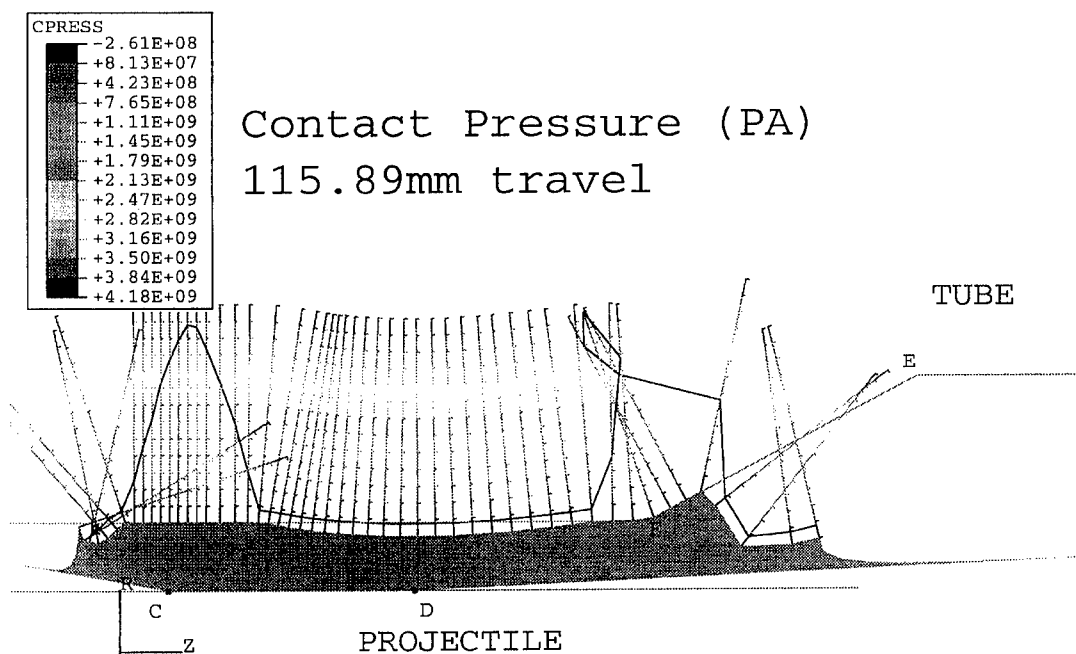 CPRESS
-2.61E+08
+8.13E+07
+4.23E+08
+7.65E+08
+1.11E+09
+1.45E+09
+1.79E+09
+2.13E+09
+2.47E+09
+2.82E+09
+3.16E+09
+3.50E+09
+3.84E+09
+4.18E+09
Contact Pressure (PA)
115.89mm travel
TUBE
E
R
C
D
Z
PROJECTILE